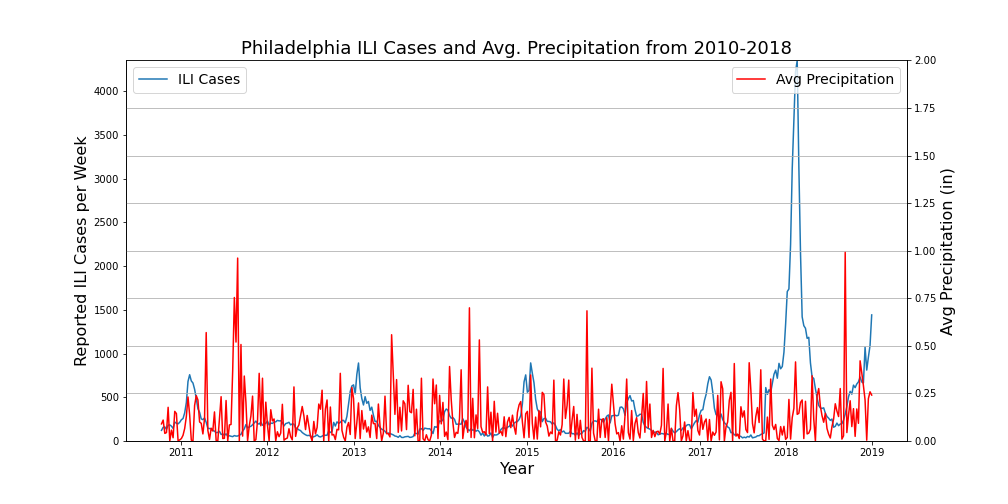 Philadelphia ILI Cases and Avg. Precipitation from 2010-2018
ILI Cases
Avg Precipitation
Reported ILI Cases per Week
4000
3500
3000
2500
2000
1500
1000
500
0
2.00
1.75
1.50
1.25
1.00
0.75
0.50
0.25
0.00
Avg Precipitation (in)
2011 2012 2013 2014 2015 2016 2017 2018 2019
Year